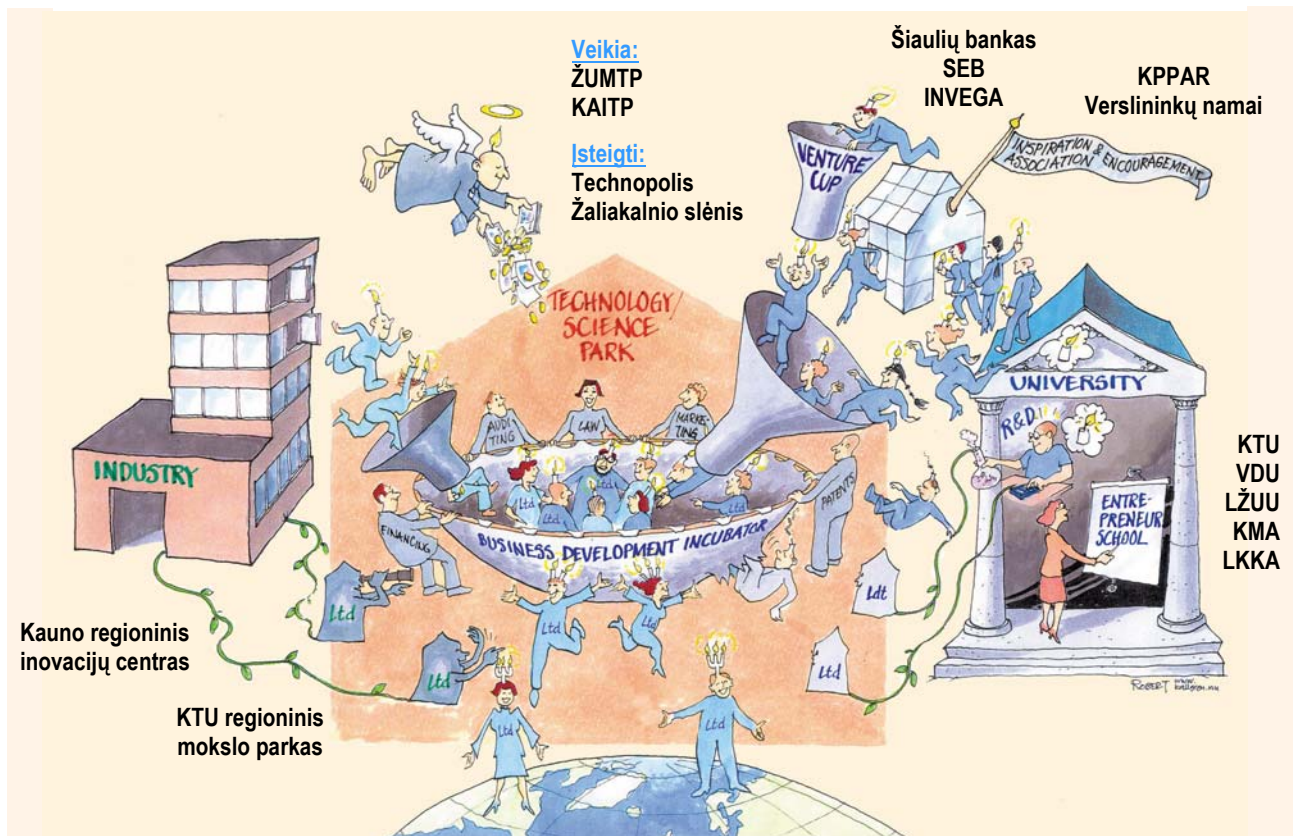 Veikia:
ŽUMTP
KAITP
Įsteigti:
Technopolis
Žaliakalnio slėnis
Šiaulių bankas
SEB
INVEGA
KPPAR
Verslininkų namai
INSPIRATION & ENCOURAGEMENT
ASSOCIATION
VENTURE
CUP
TECHNOLOGY/
SCIENCE
PARK
INDUSTRY
AUDI-
TING
LAW
MARKE-
TING
FINANCING
PATENTS
Ltd
Ltd
Ltd
BUSINESS DEVELOPMENT INCUBATOR
UNIVERSITY
R&D
ENTRE-
PRENEUR
SCHOOL
KTU
VDU
LŽUU
KMA
LKKA
Ltd
Ldt
Ltd
Ltd
Ltd
Ltd
Kauno regioninis
inovacijų centras
KTU regioninis
mokslo parkas
Ltd
Ltd
ROBERT